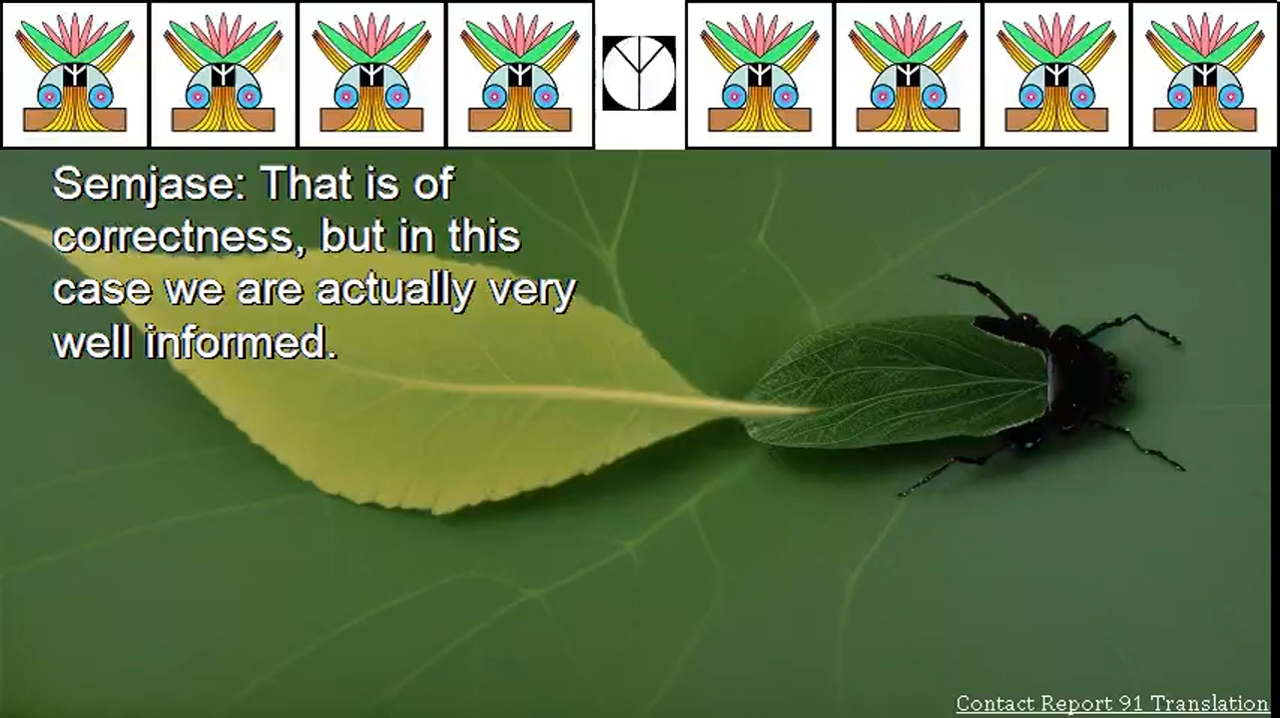 Semjase: That is of
correctness, but in this
case we are actually very
well informed.
Contact Report 91 Translation